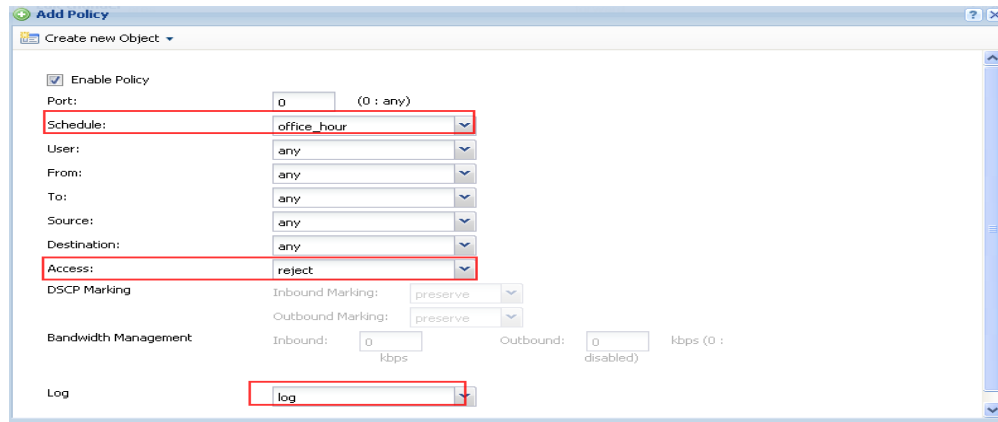 Add Policy
Create new Object
Enable Policy
Port: 0 (0 : any)
Schedule: office_hour
User: any
From: any
To: any
Source: any
Destination: any
Access: reject
DSCP Marking Inbound Marking: preserve
Outbound Marking: preserve
Bandwidth Management Inbound: 0 kbps Outbound: 0 kbps (0 : disabled)
Log log